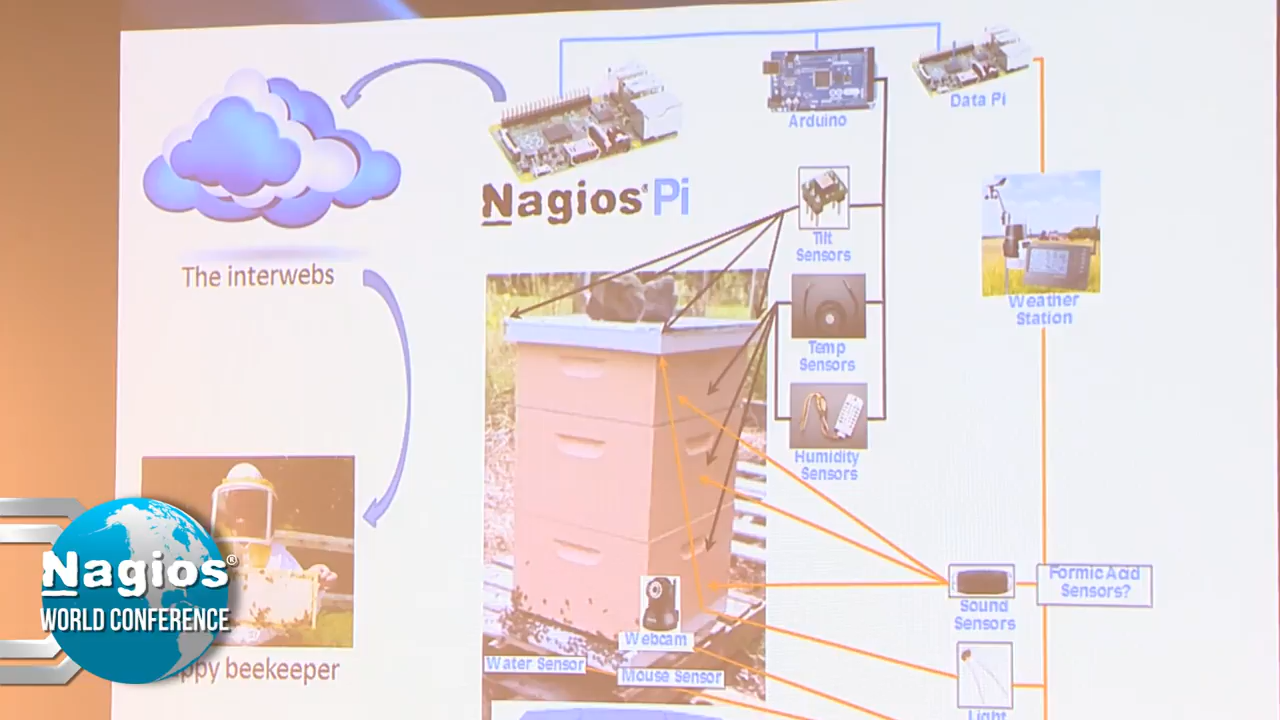 Data Pi
Arduino
Nagios® Pi
Tilt
Sensors
The interwebs
Weather
Station
Temp
Sensors
Humidity
Sensors
Formic Acid
Sensors?
Sound
Sensors
Nagios®
WORLD CONFERENCE
Webcam
Water Sensor
Mouse Sensor
beekeeper
Light